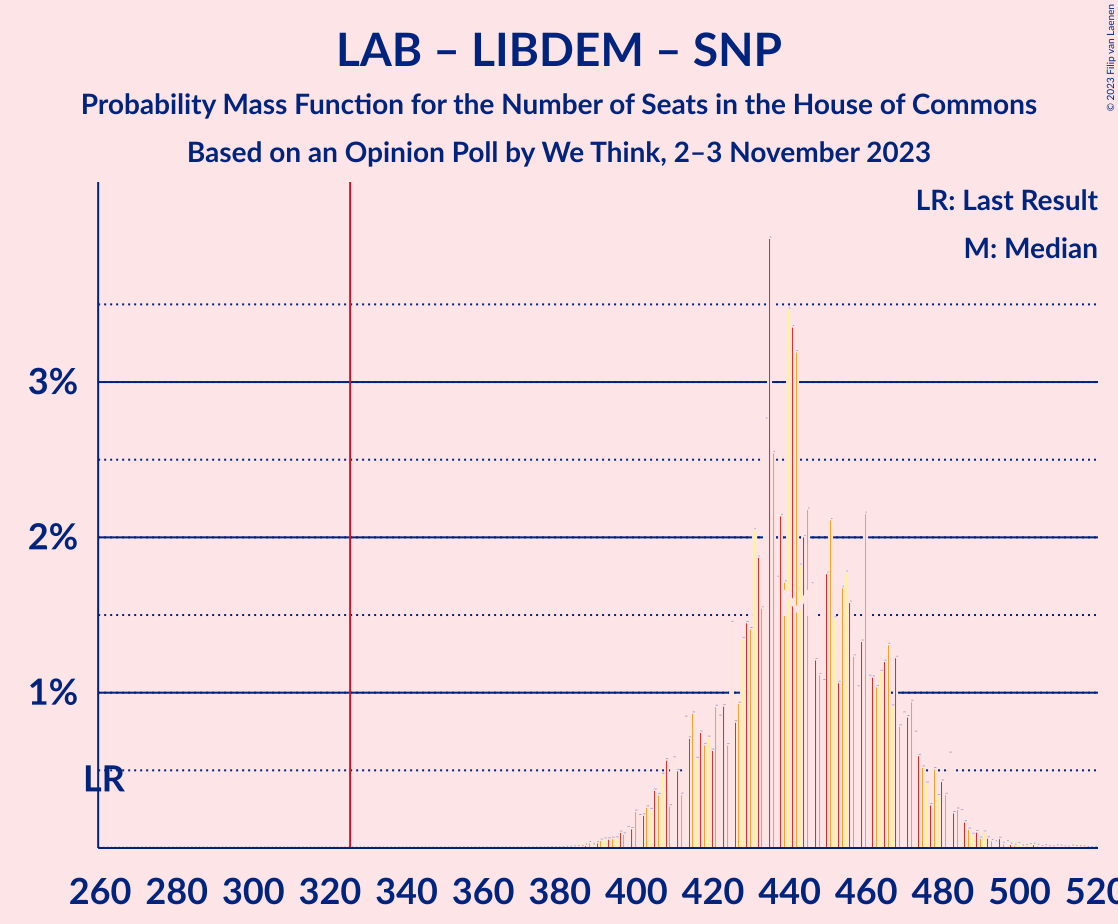 LAB – LIBDEM – SNP
Probability Mass Function for the Number of Seats in the House of Commons
Based on an Opinion Poll by We Think, 2–3 November 2023
© 2023 Filip van Laenen
LR: Last Result
M: Median
3%
2%
1%
LR
M
260 280 300 320 340 360 380 400 420 440 460 480 500 520